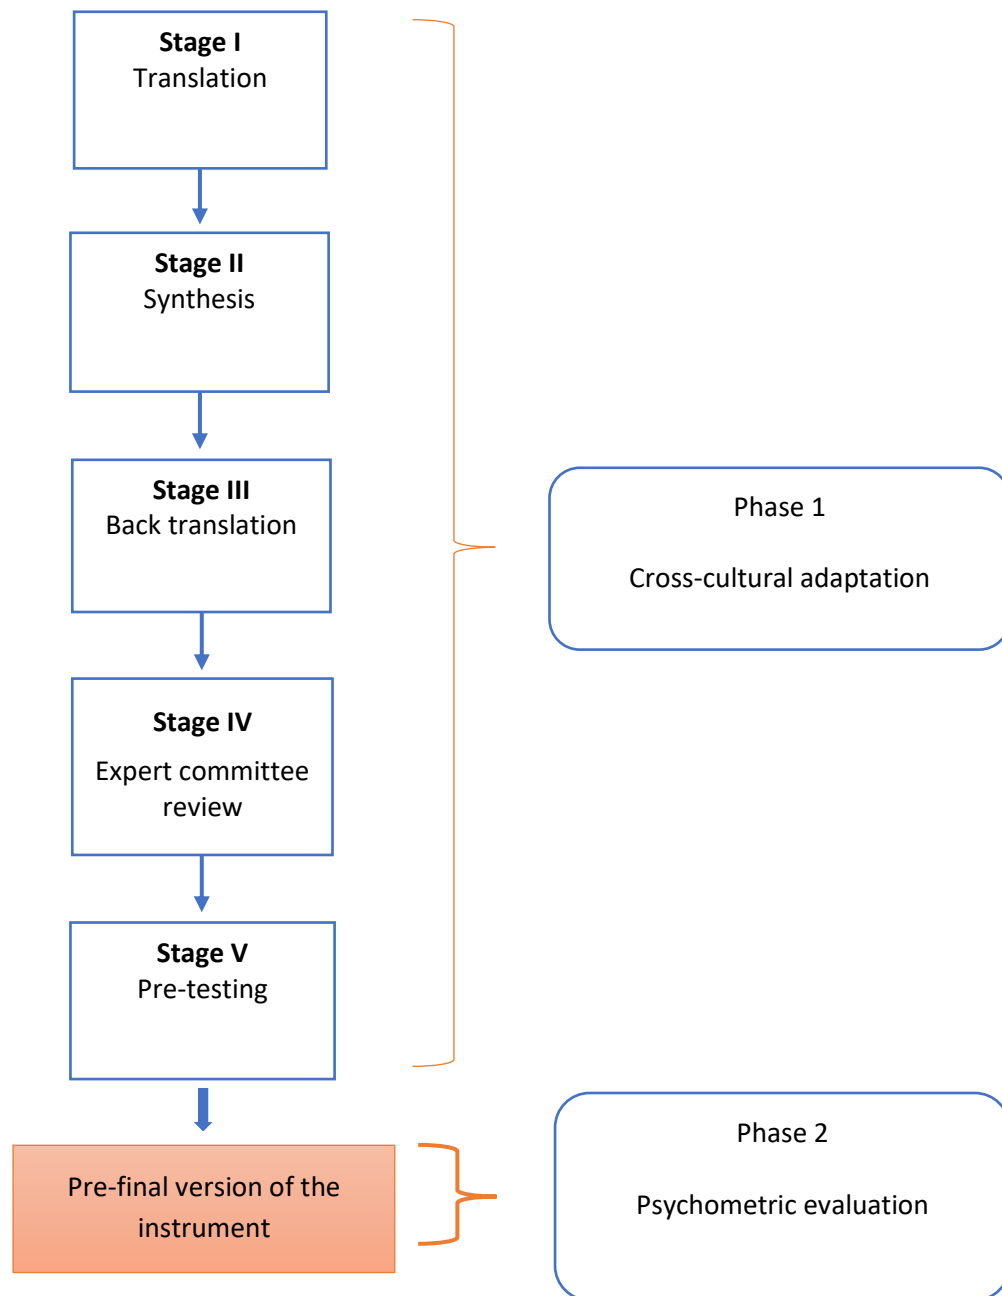 Stage I
Translation
Stage II
Synthesis
Stage III
Back translation
Phase 1
Cross-cultural adaptation
Stage IV
Expert committee
review
Stage V
Pre-testing
Phase 2
Psychometric evaluation
Pre-final version of the
instrument